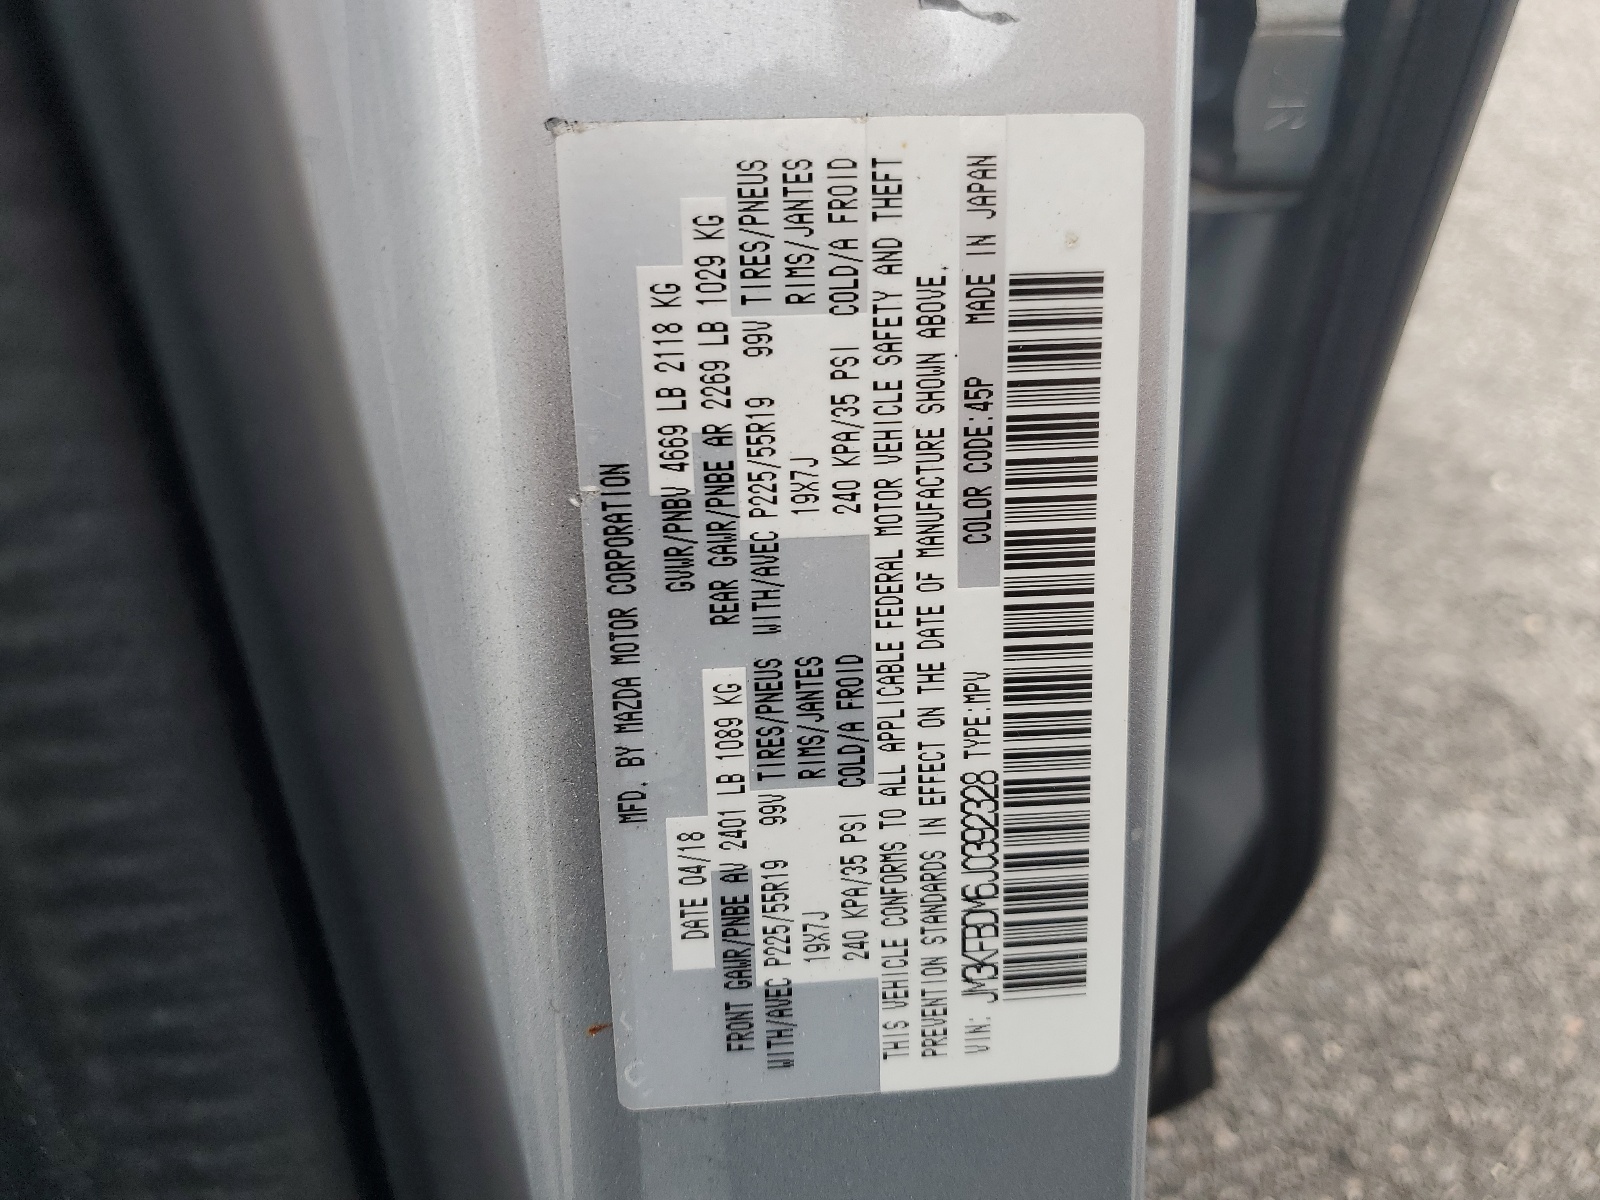 MFD. BY MAZDA MOTOR CORPORATION
DATE 04/18 GVWR/PNBV 4669 LB 2118 KG
FRONT GAWR/PNBE AV 2401 LB 1089 KG REAR GAWR/PNBE AR 2269 LB 1029 KG
WITH/AVEC P225/55R19 99V TIRES/PNEUS WITH/AVEC P225/55R19 99V TIRES/PNEUS
19X7J RIMS/JANTES 19X7J RIMS/JANTES
240 KPA/35 PSI COLD/A FROID 240 KPA/35 PSI COLD/A FROID
THIS VEHICLE CONFORMS TO ALL APPLICABLE FEDERAL MOTOR VEHICLE SAFETY AND THEFT
PREVENTION STANDARDS IN EFFECT ON THE DATE OF MANUFACTURE SHOWN ABOVE.
VIN: JM3KFBDM6J0392328 TYPE:MPV COLOR CODE:45P MADE IN JAPAN
R